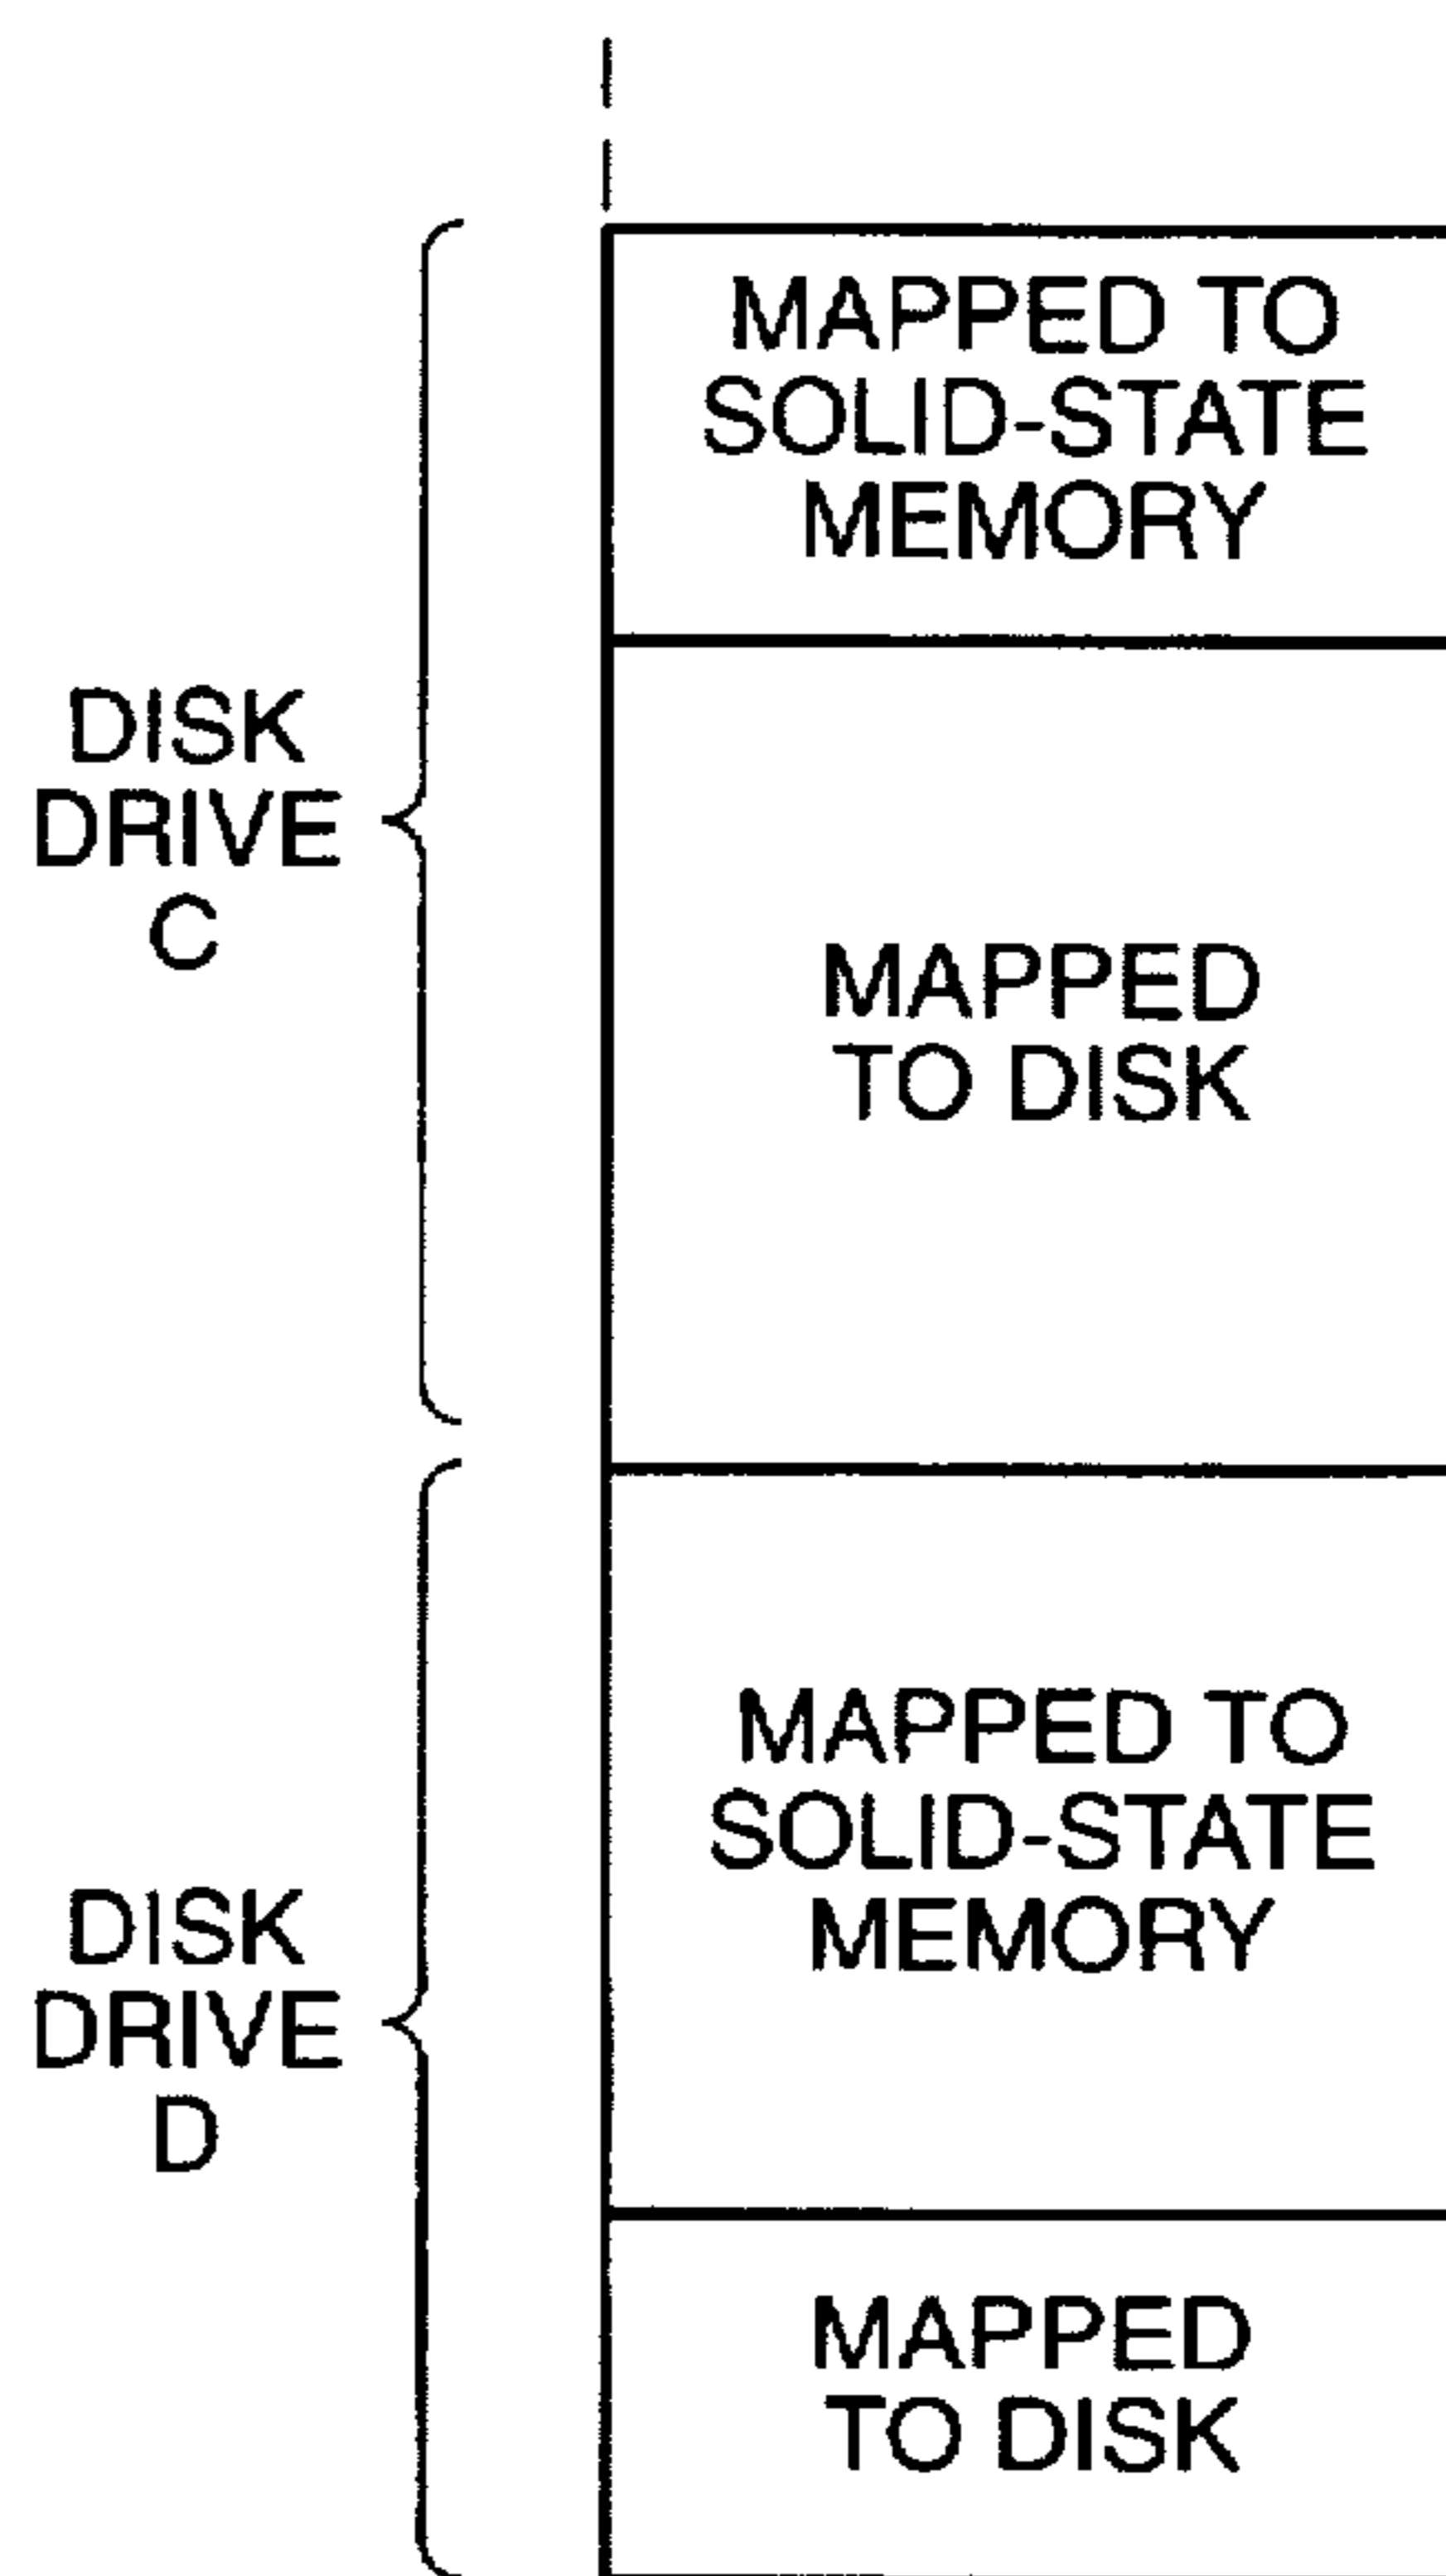 MAPPED TO
SOLID-STATE
MEMORY
DISK
DRIVE
C
MAPPED
TO DISK
MAPPED TO
SOLID-STATE
MEMORY
DISK
DRIVE
D
MAPPED
TO DISK